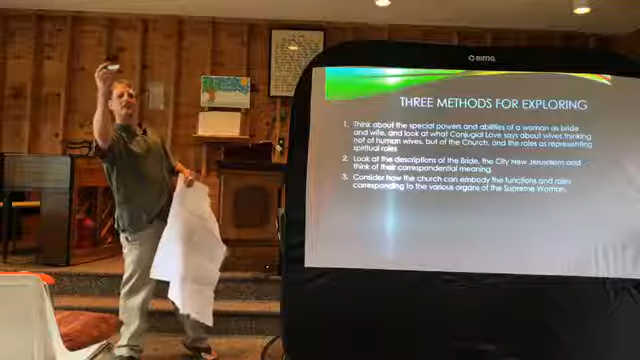 SIMA
THREE METHODS FOR EXPLORING
1. Think about the special powers and abilities of a woman as bride
and wife, and look at what Conjugial Love says about wives thinking
not of human wives, but of the Church, and the roles as representing
spiritual roles
2. Look at the descriptions of the Bride, the City New Jerusalem and
think of their correspondential meaning.
3. Consider how the church can embody the functions and roles
corresponding to the various organs of the Supreme Woman.